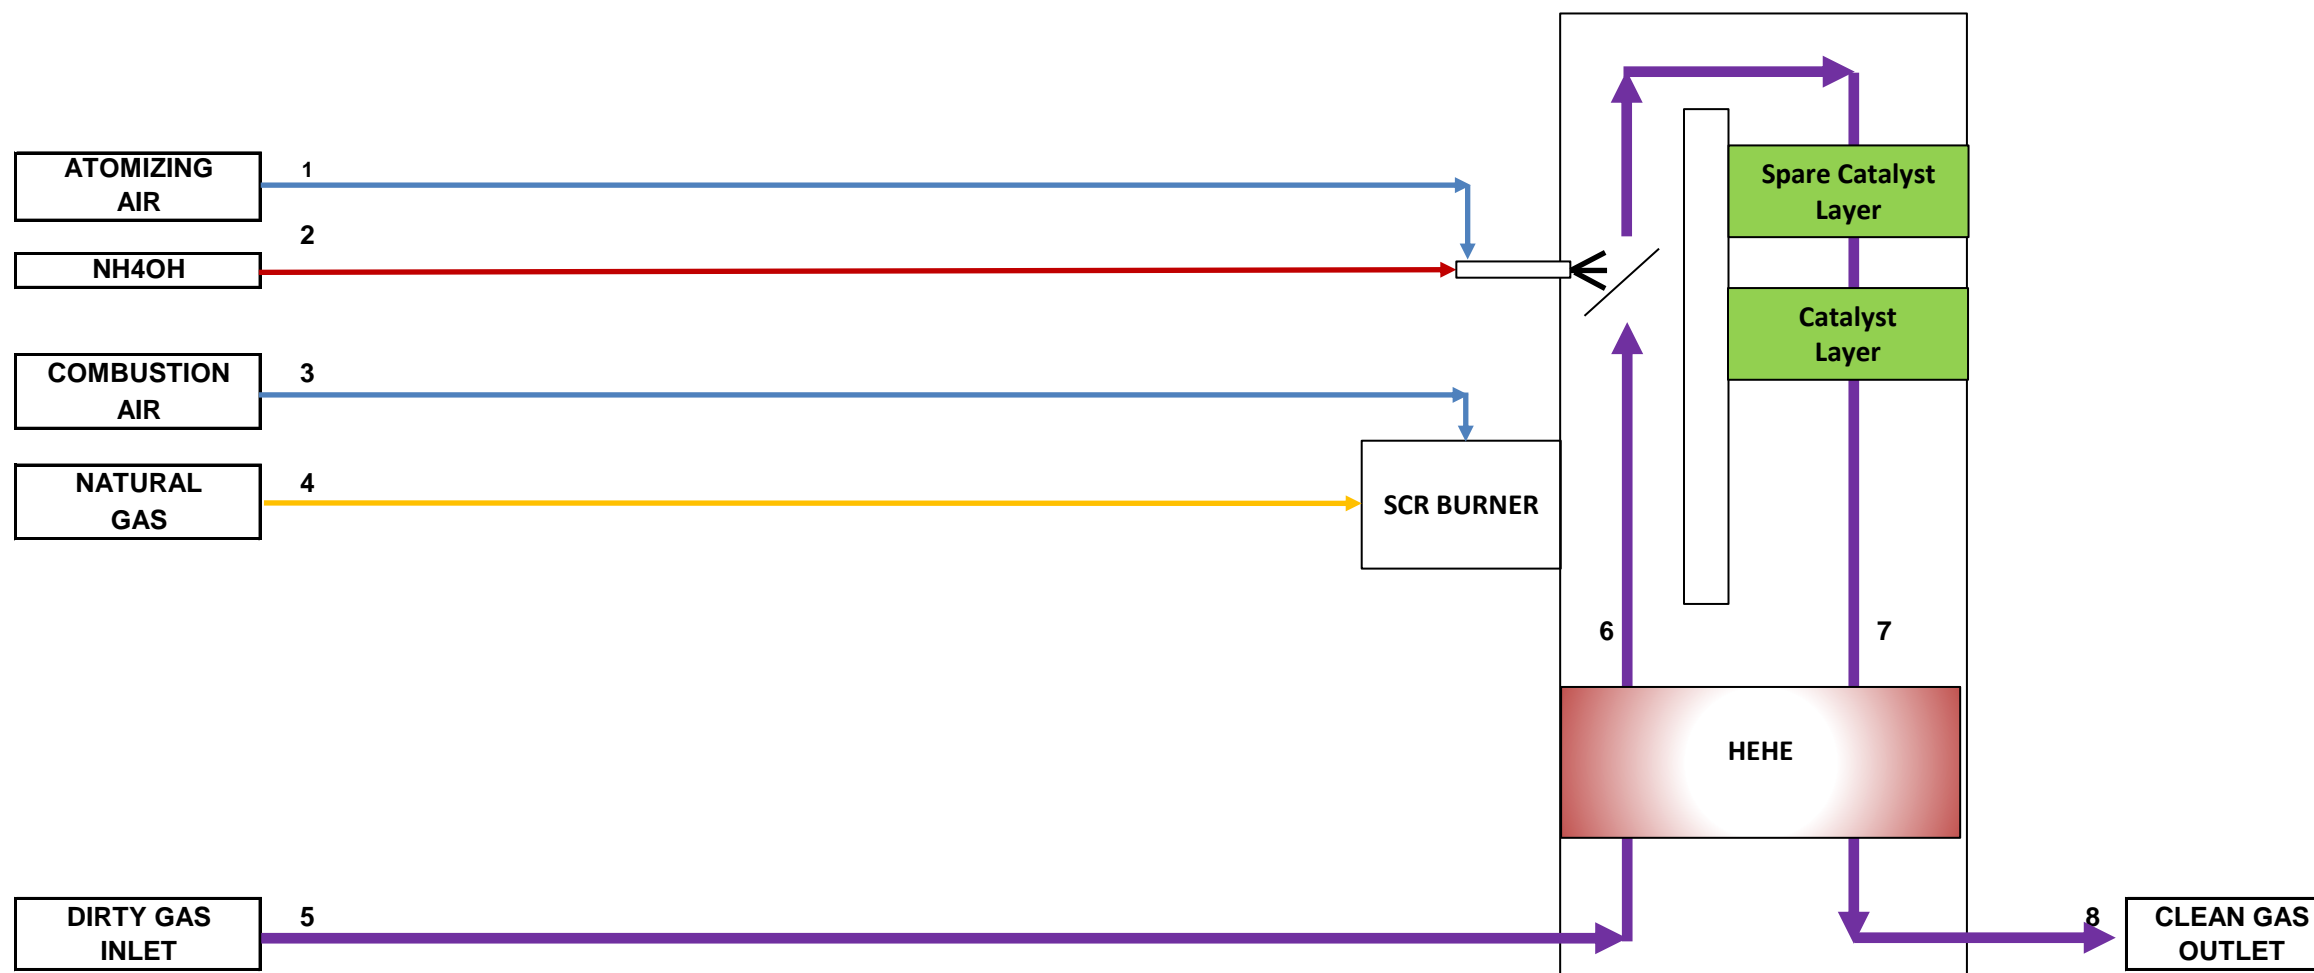 ATOMIZING
AIR
1
2
NH4OH
COMBUSTION
AIR
3
NATURAL
GAS
4
SCR BURNER
Spare Catalyst
Layer
Catalyst
Layer
6
7
HEHE
DIRTY GAS
INLET
5
8
CLEAN GAS
OUTLET